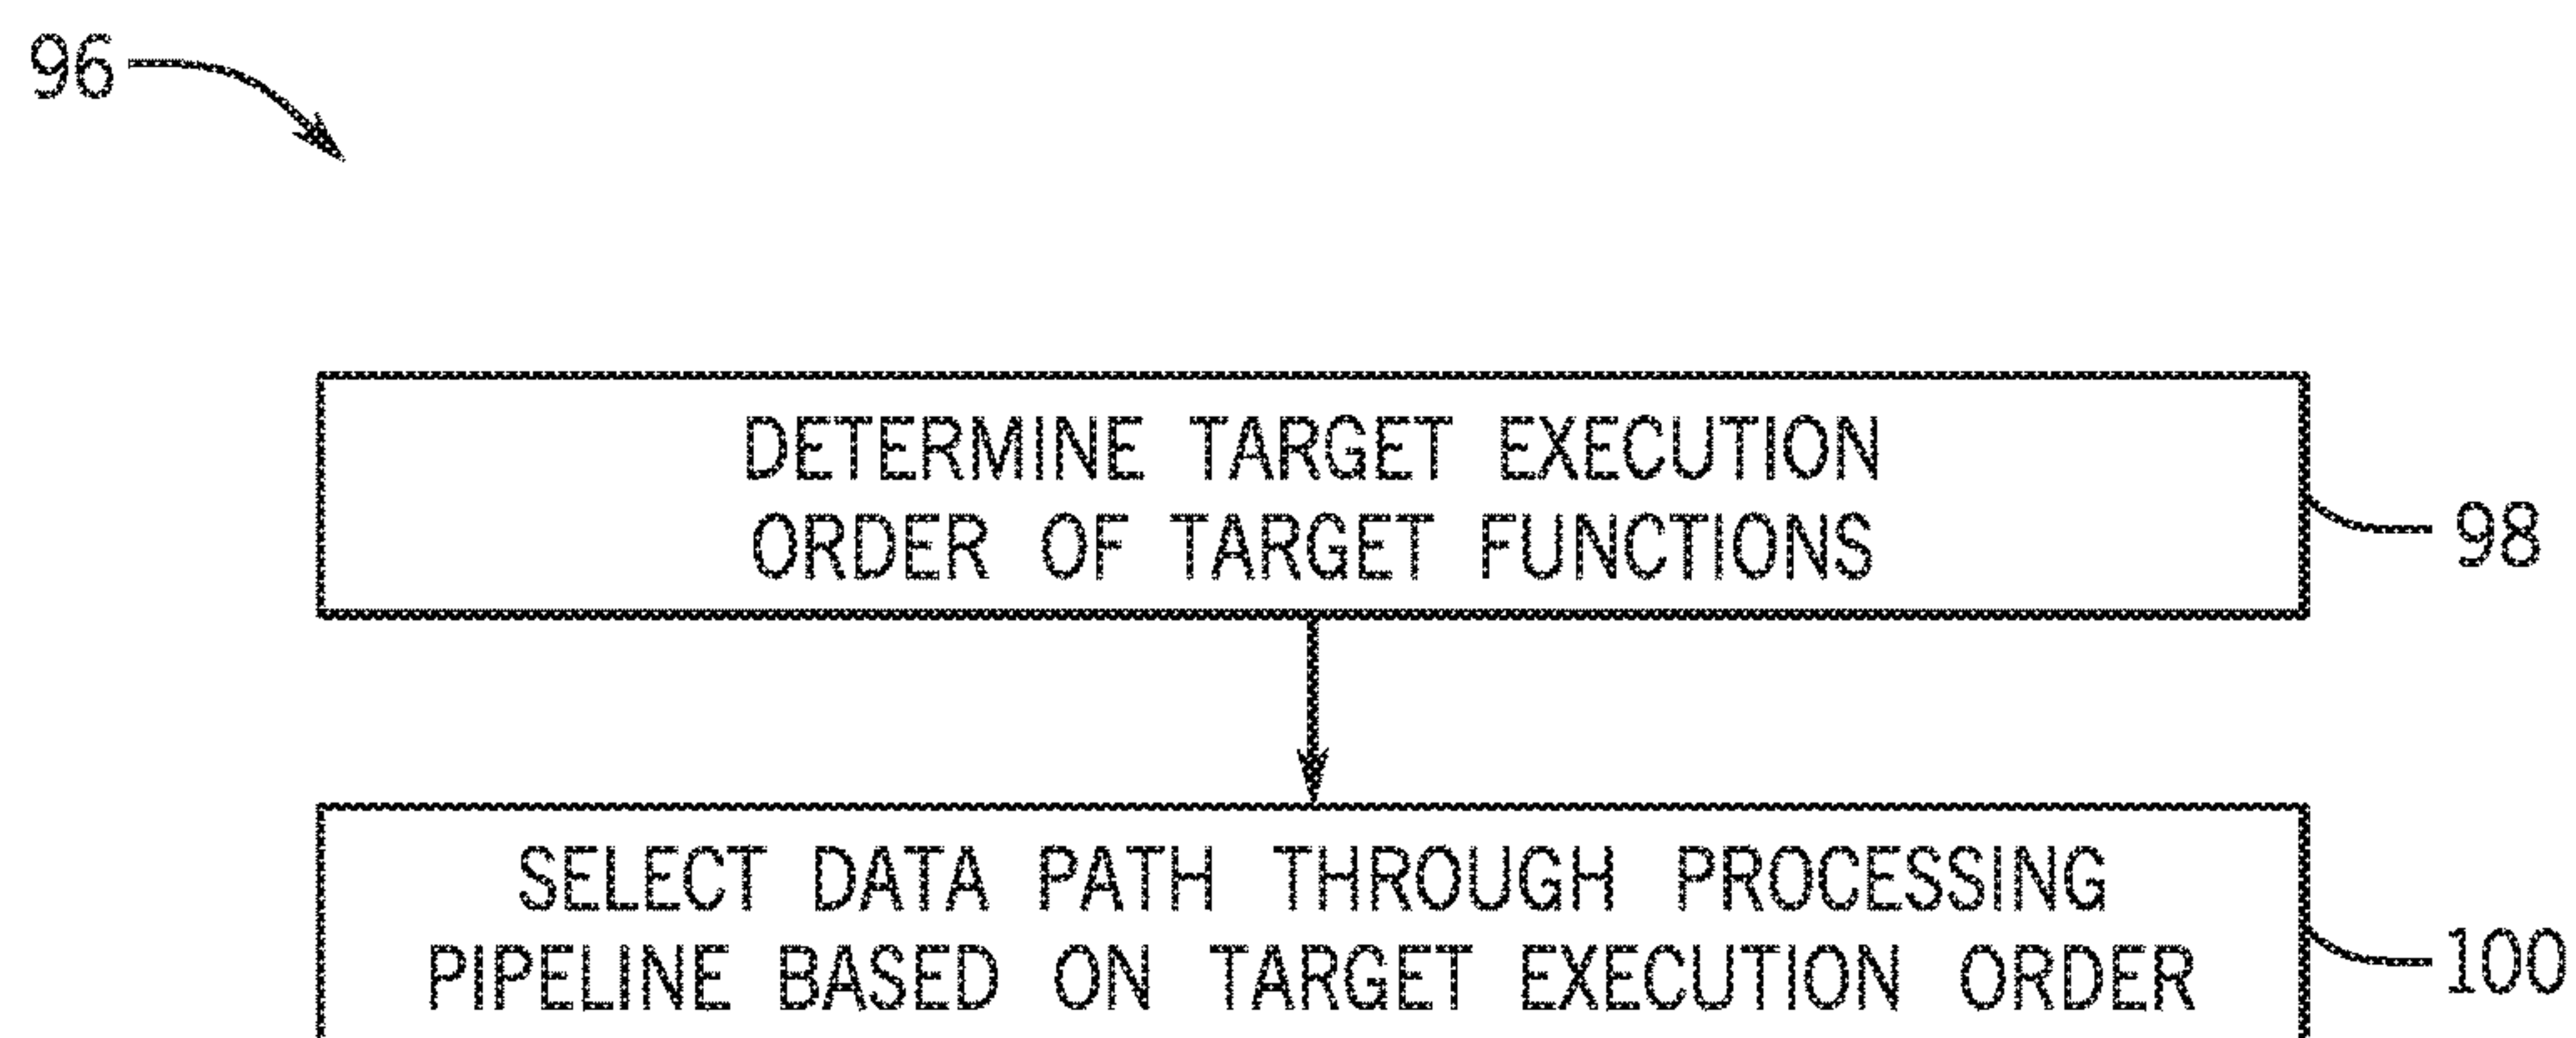 96
DETERMINE TARGET EXECUTION
ORDER OF TARGET FUNCTIONS
98
SELECT DATA PATH THROUGH PROCESSING
PIPELINE BASED ON TARGET EXECUTION ORDER
100